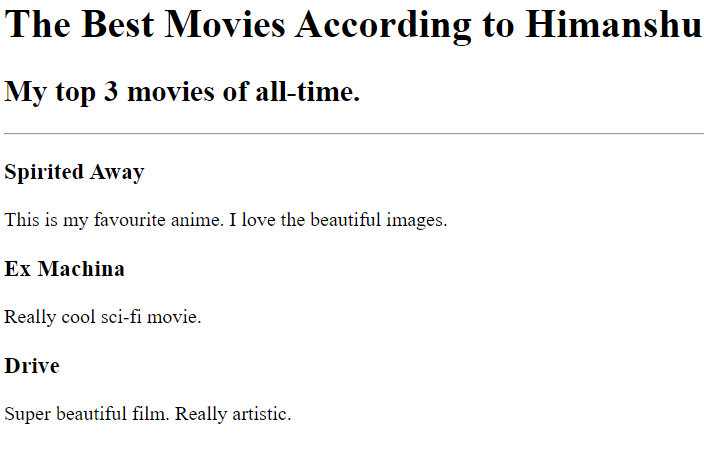 The Best Movies According to Himanshu
My top 3 movies of all-time.
Spirited Away
This is my favourite anime. I love the beautiful images.
Ex Machina
Really cool sci-fi movie.
Drive
Super beautiful film. Really artistic.